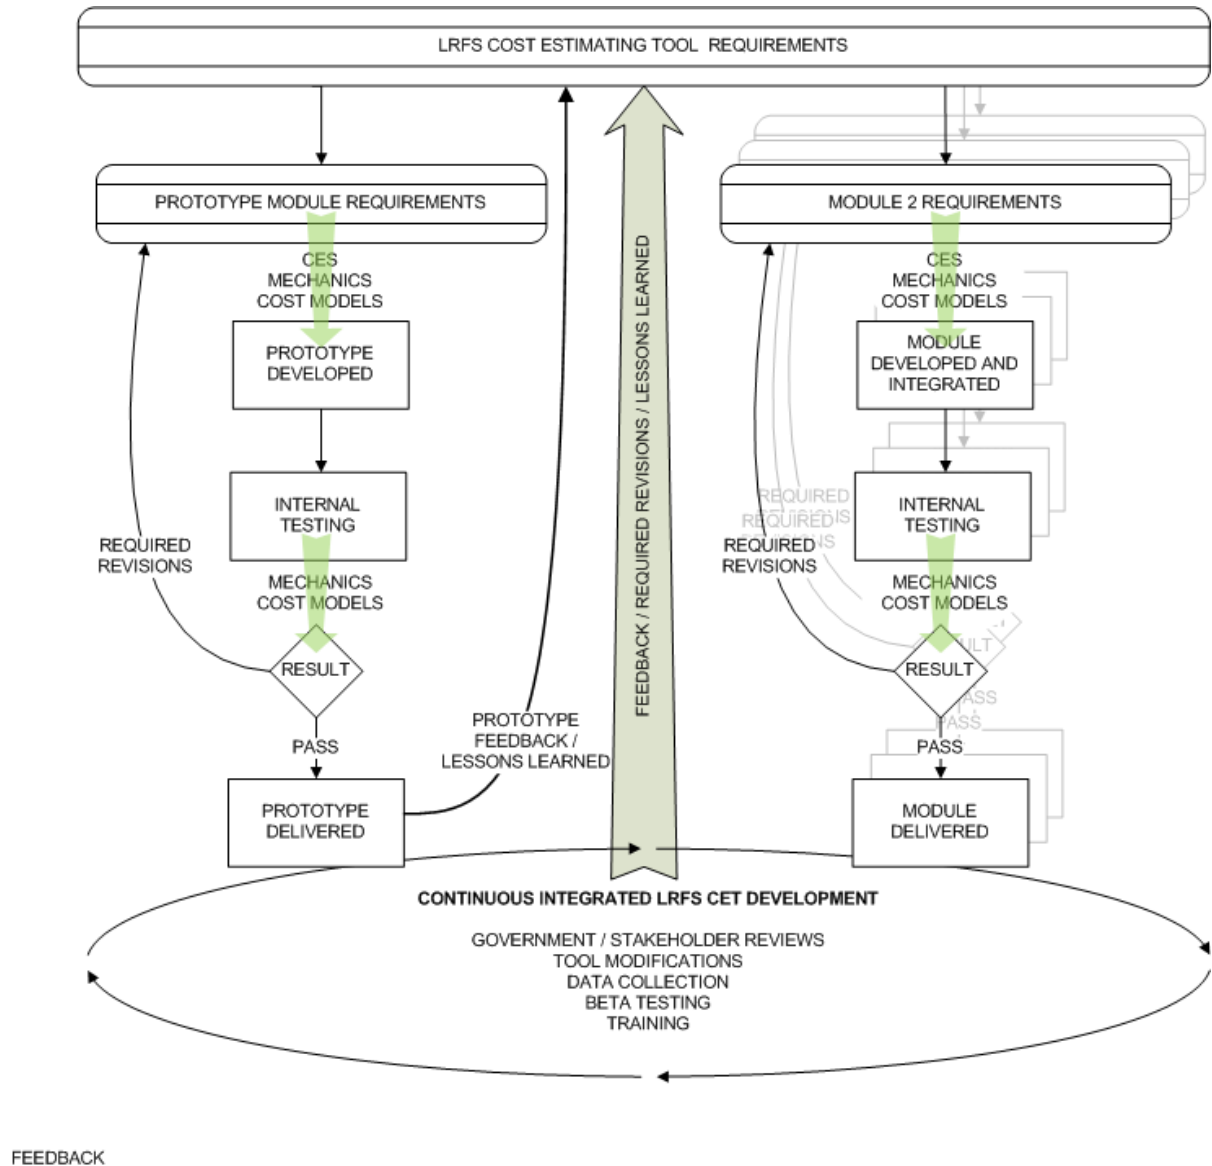 LRFS COST ESTIMATING TOOL REQUIREMENTS
PROTOTYPE MODULE REQUIREMENTS
CES
MECHANICS
COST MODELS
PROTOTYPE
DEVELOPED
INTERNAL
TESTING
REQUIRED
REVISIONS
MECHANICS
COST MODELS
RESULT
PASS
PROTOTYPE
DELIVERED
PROTOTYPE
FEEDBACK /
LESSONS LEARNED
FEEDBACK / REQUIRED REVISIONS / LESSONS LEARNED
MODULE 2 REQUIREMENTS
CES
MECHANICS
COST MODELS
MODULE
DEVELOPED AND
INTEGRATED
INTERNAL
TESTING
REQUIRED
REQUIRED
REQUIRED
REVISIONS
MECHANICS
COST MODELS
RESULT
PASS
PASS
MODULE
DELIVERED
CONTINUOUS INTEGRATED LRFS CET DEVELOPMENT
GOVERNMENT / STAKEHOLDER REVIEWS
TOOL MODIFICATIONS
DATA COLLECTION
BETA TESTING
TRAINING
FEEDBACK